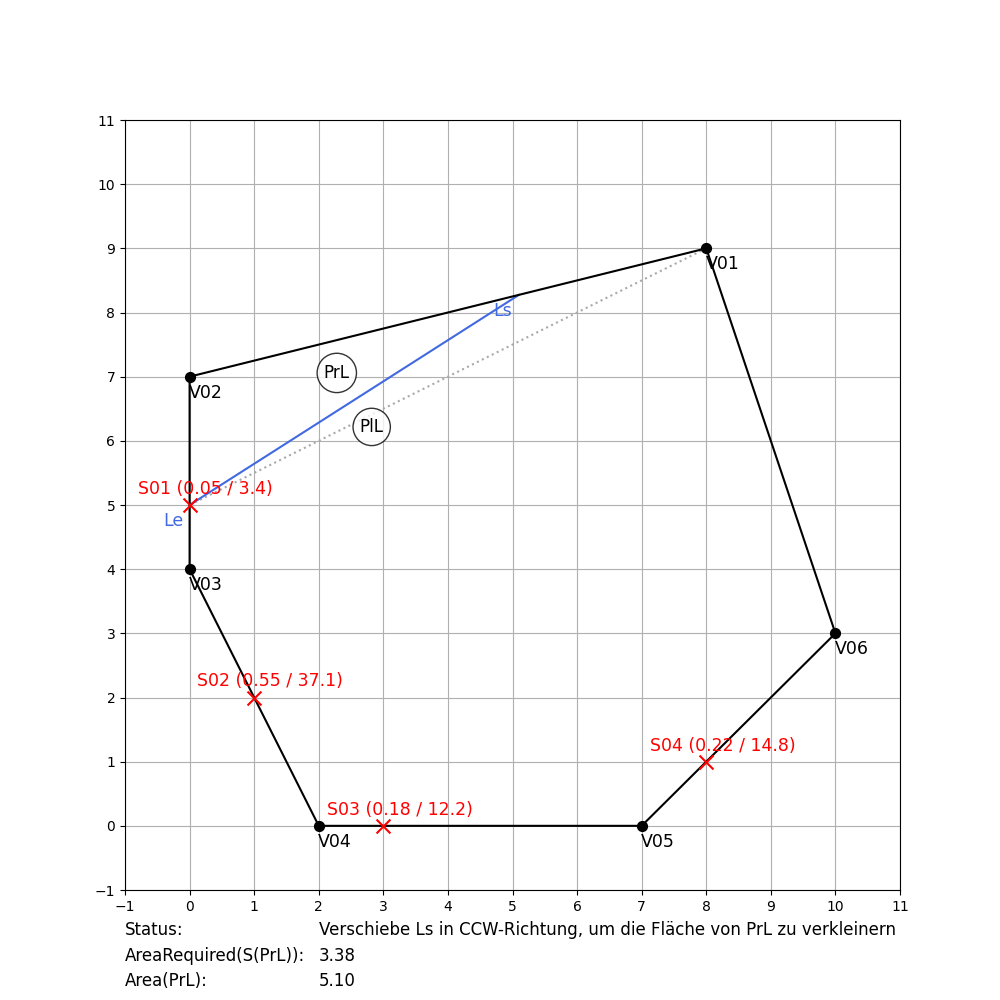 11
10
9
8
7
6
5
4
3
2
1
0
−1
−1 0 1 2 3 4 5 6 7 8 9 10 11
V01
Ls
PrL
V02
PlL
S01 (0.05 / 3.4)
Le
V03
V06
S02 (0.55 / 37.1)
S04 (0.22 / 14.8)
S03 (0.18 / 12.2)
V04
V05
Status: Verschiebe Ls in CCW-Richtung, um die Fläche von PrL zu verkleinern
AreaRequired(S(PrL)): 3.38
Area(PrL): 5.10